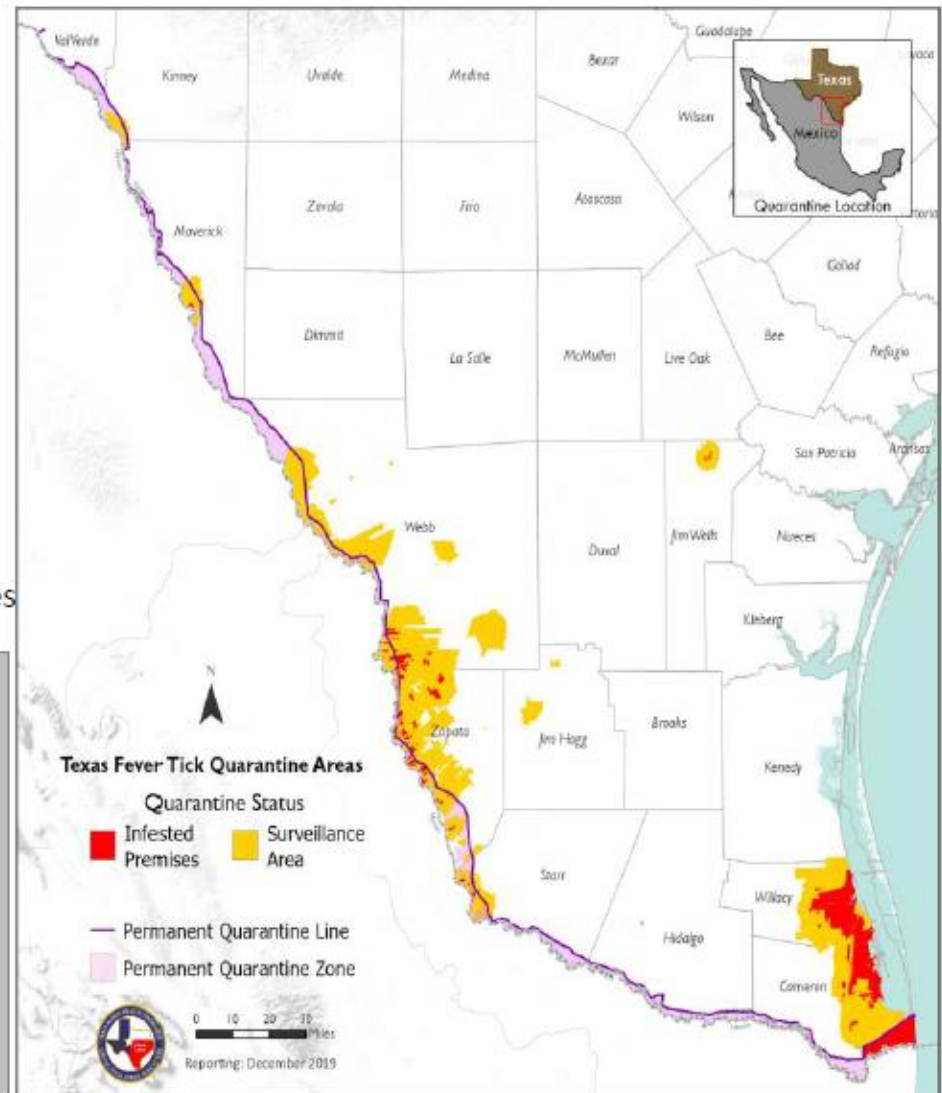 Val Verde
Kinney
Uvalde
Medina
Bexar
Guadalupe
Wilson
Texas
Mexico
Quarantine Location
Maverick
Zavala
Frio
Atascosa
Goliad
Dimmit
La Salle
McMullen
Live Oak
Bee
Refugio
San Patricio
Aransas
Webb
Duval
Jim Wells
Nueces
Kleberg
es
N
Zapata
Jim Hogg
Brooks
Kenedy
Texas Fever Tick Quarantine Areas
Quarantine Status
Infested
Premises
Surveillance
Area
Starr
Willacy
Hidalgo
Cameron
Permanent Quarantine Line
Permanent Quarantine Zone
0 10 20 30
Miles
Reporting: December 2019